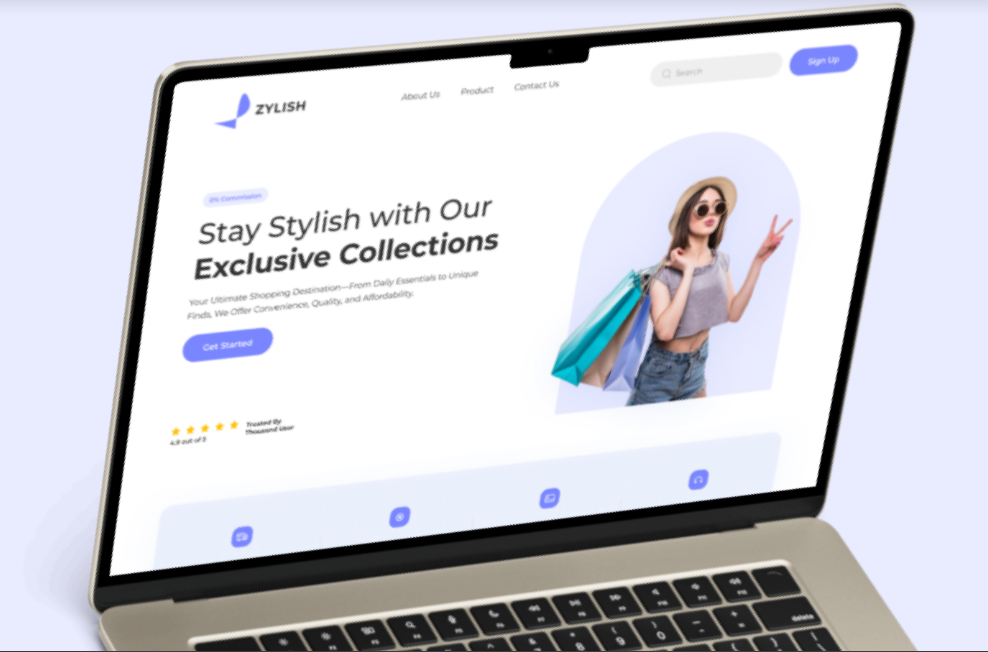 ZYLISH
About Us
Product
Contact Us
Search
Sign Up
0% Commission
Stay Stylish with Our
Exclusive Collections
Your Ultimate Shopping Destination—From Daily Essentials to Unique
Finds, We Offer Convenience, Quality, and Affordability.
Get Started
4.9 out of 5
Trusted By
Thousand User
delete